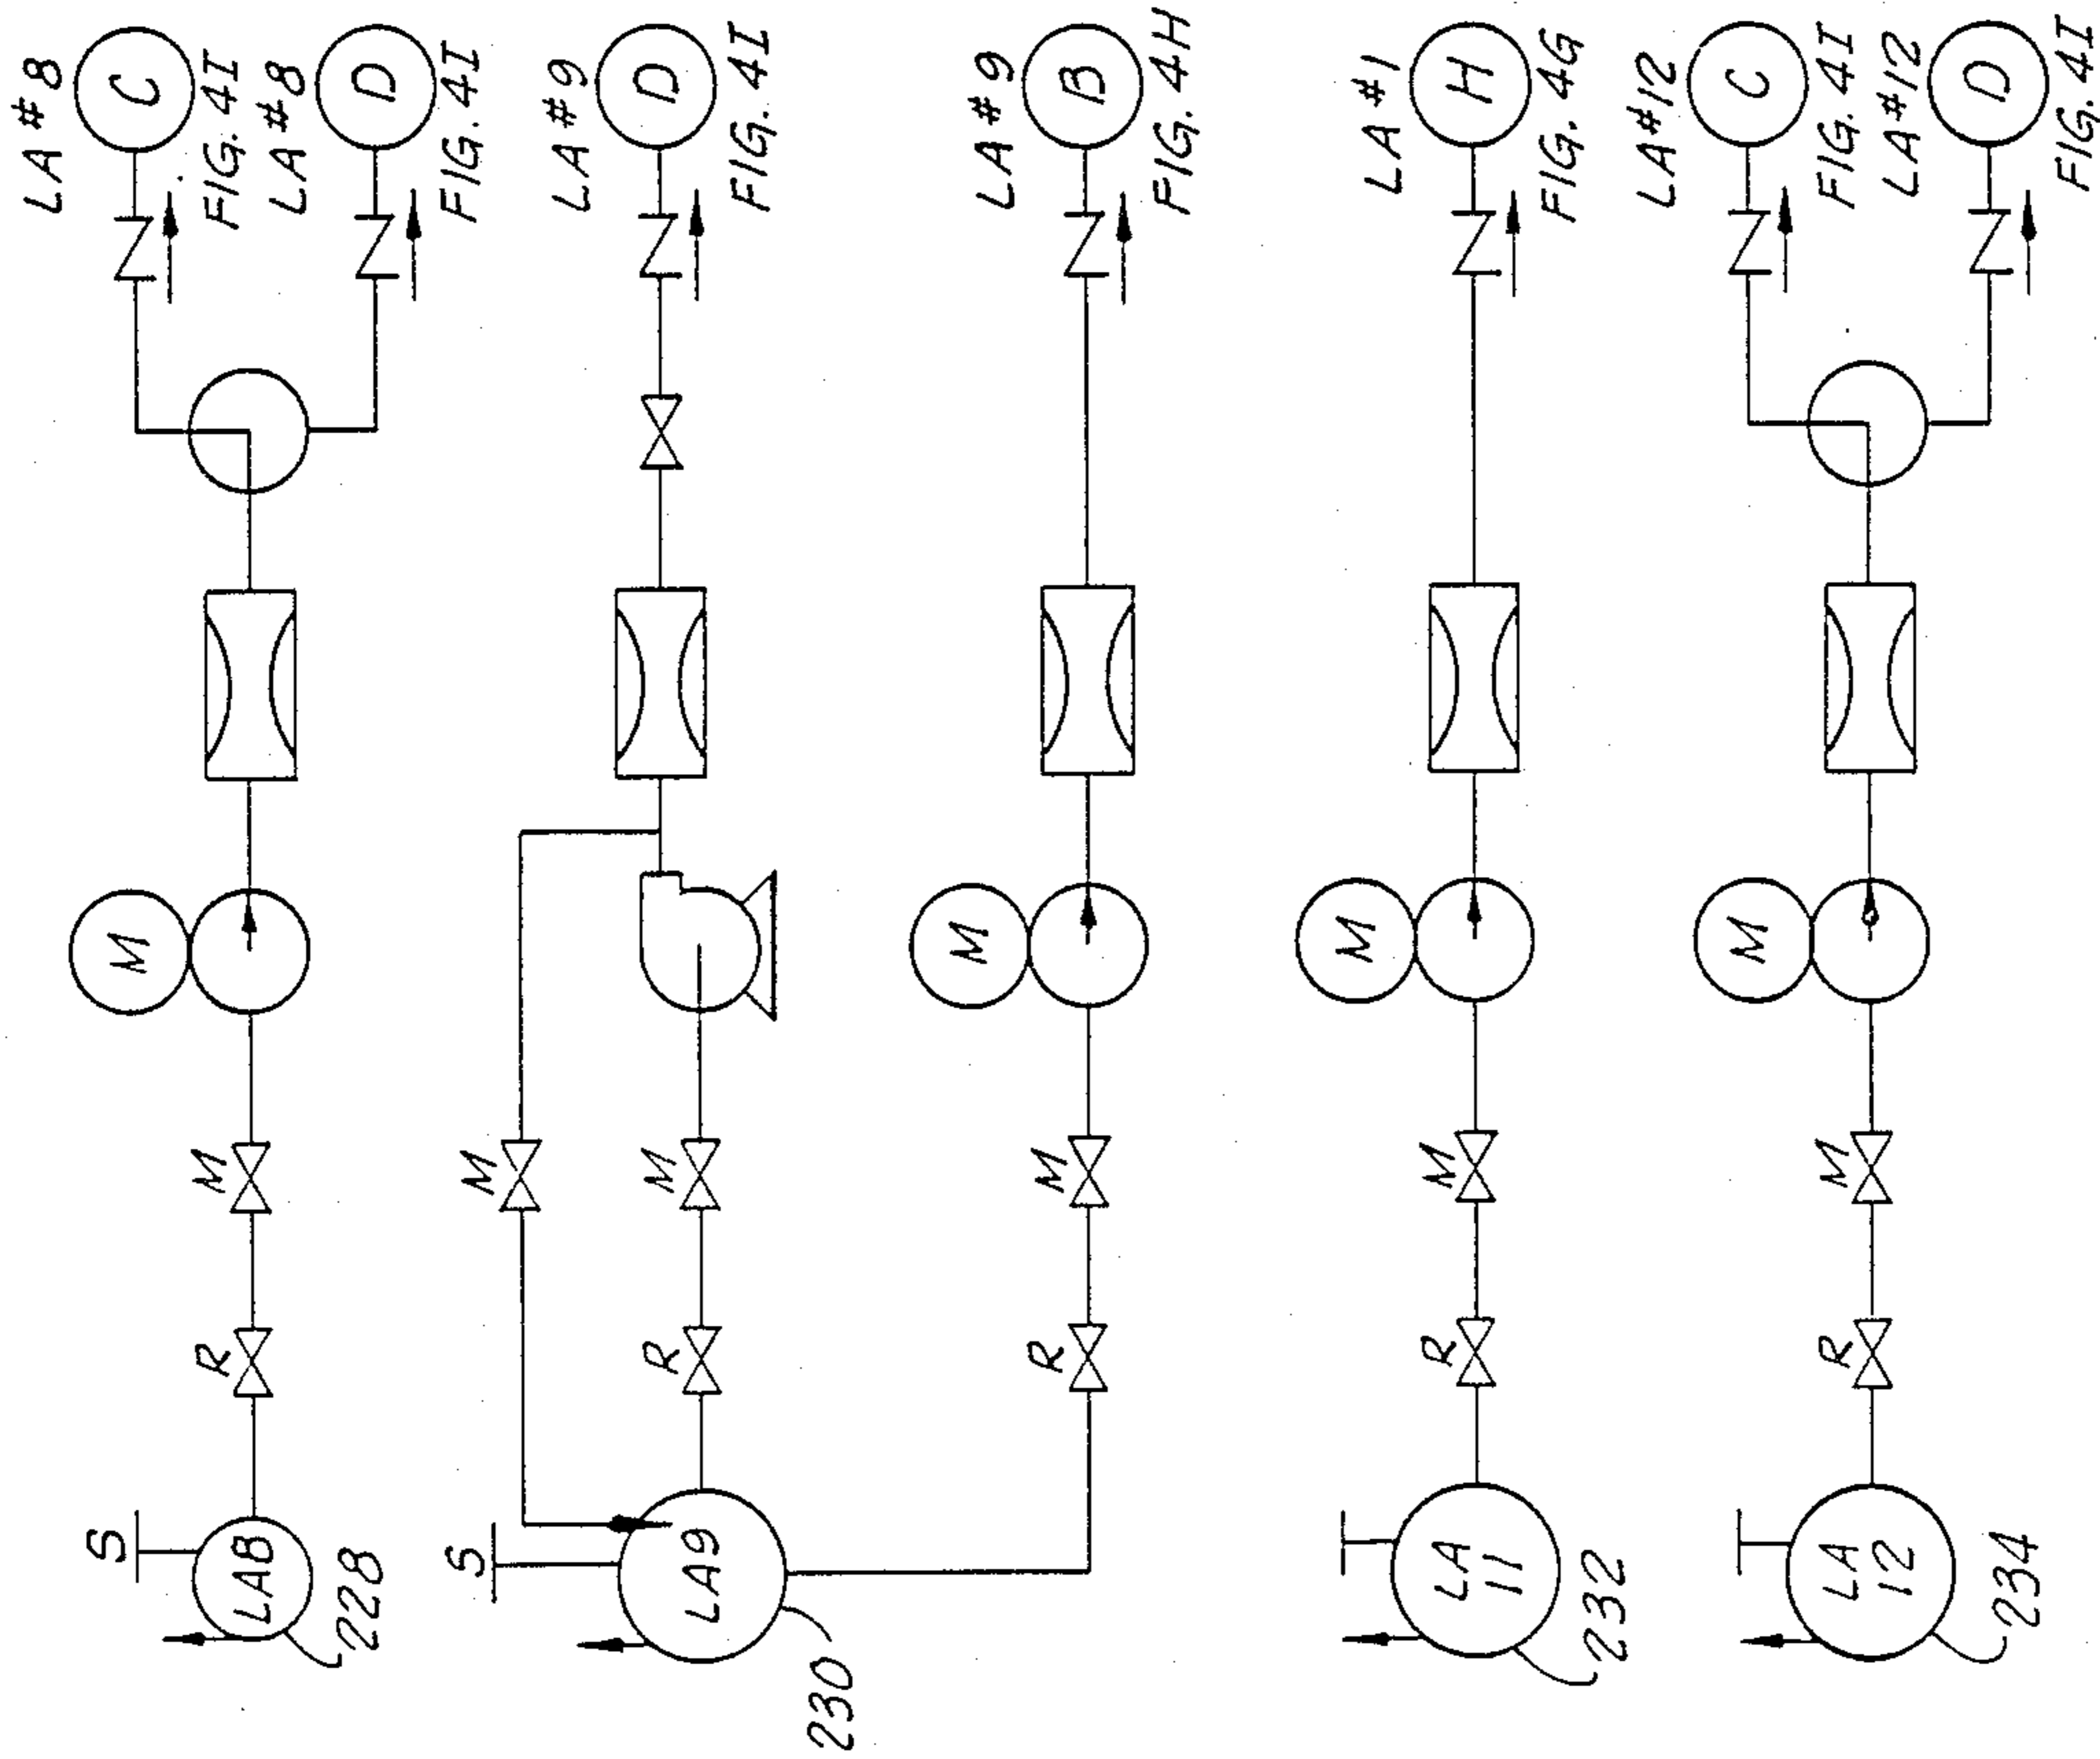 LA #8
C
FIG. 4I
LA #8
D
FIG. 4I
M
M
R
S
LA8
228
LA #9
D
FIG. 4I
M
M
R
S
LA9
230
LA #9
B
FIG. 4H
M
M
R
LA #1
H
FIG. 4G
M
M
R
LA
11
232
LA #12
C
FIG. 4I
LA #12
D
FIG. 4I
M
M
R
LA
12
234